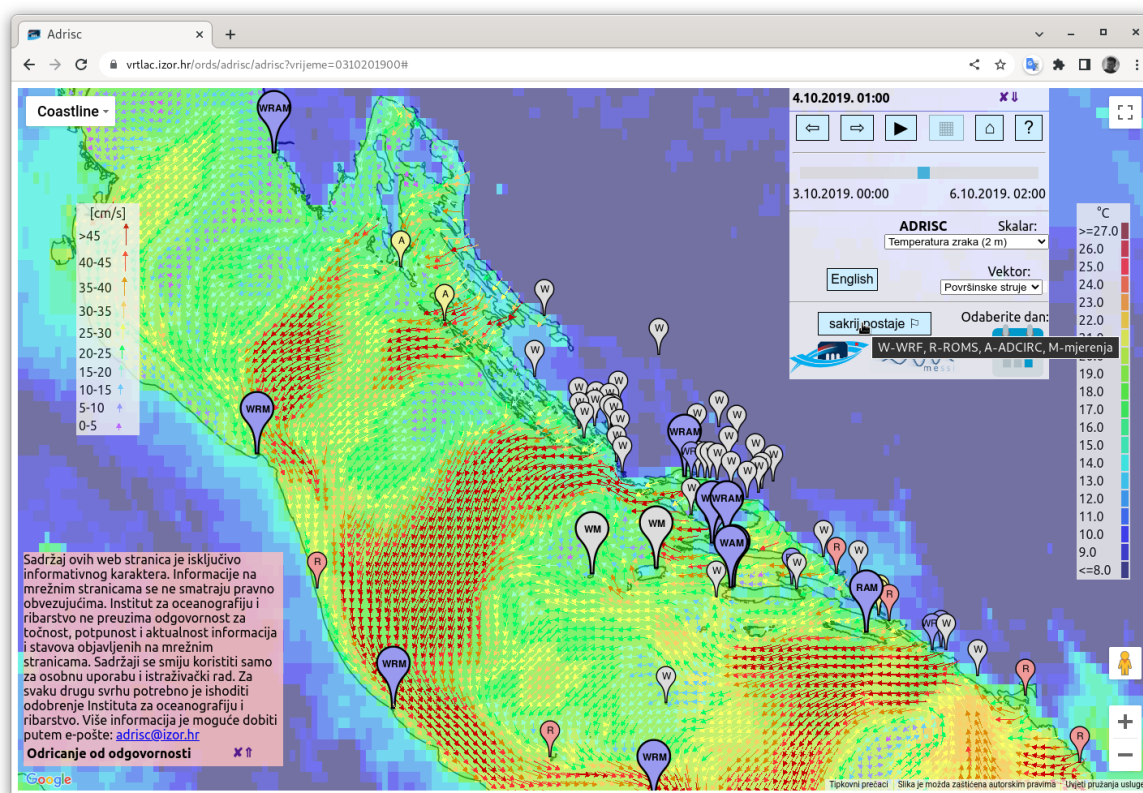 Adrisc
vrtlac.izor.hr/ords/adrisc/adrisc?vrijeme=0310201900#
Coastline
4.10.2019. 01:00
?
3.10.2019. 00:00 6.10.2019. 02:00
ADRISC Skalar:
Temperatura zraka (2 m)
English Vektor:
Površinske struje
sakrij postaje Odaberite dan:
W-WRF, R-ROMS, A-ADCIRC, M-mjerenja
messi
[cm/s]
>45
40-45
35-40
30-35
25-30
20-25
15-20
10-15
5-10
0-5
°C
>=27.0
26.0
25.0
24.0
23.0
22.0
19.0
18.0
17.0
16.0
15.0
14.0
13.0
12.0
11.0
10.0
9.0
<=8.0
WRAM
A
A
W
W
W
WRM
WRAM
WRAM
WM
WM
WAM
R
W
R
W
RAM
R
W
WRM
W
W
R
R
R
WRM
Sadržaj ovih web stranica je isključivo
informativnog karaktera. Informacije na
mrežnim stranicama se ne smatraju pravno
obvezujućima. Institut za oceanografiju i
ribarstvo ne preuzima odgovornost za
točnost, potpunost i aktualnost informacija
i stavova objavljenih na mrežnim
stranicama. Sadržaji se smiju koristiti samo
za osobnu uporabu i istraživački rad. Za
svaku drugu svrhu potrebno je ishoditi
odobrenje Instituta za oceanografiju i
ribarstvo. Više informacija je moguće dobiti
putem e-pošte: adrisc@izor.hr
Odricanje od odgovornosti
Google
Tipkovni prečaci Slika je možda zaštićena autorskim pravima Uvjeti pružanja usluge